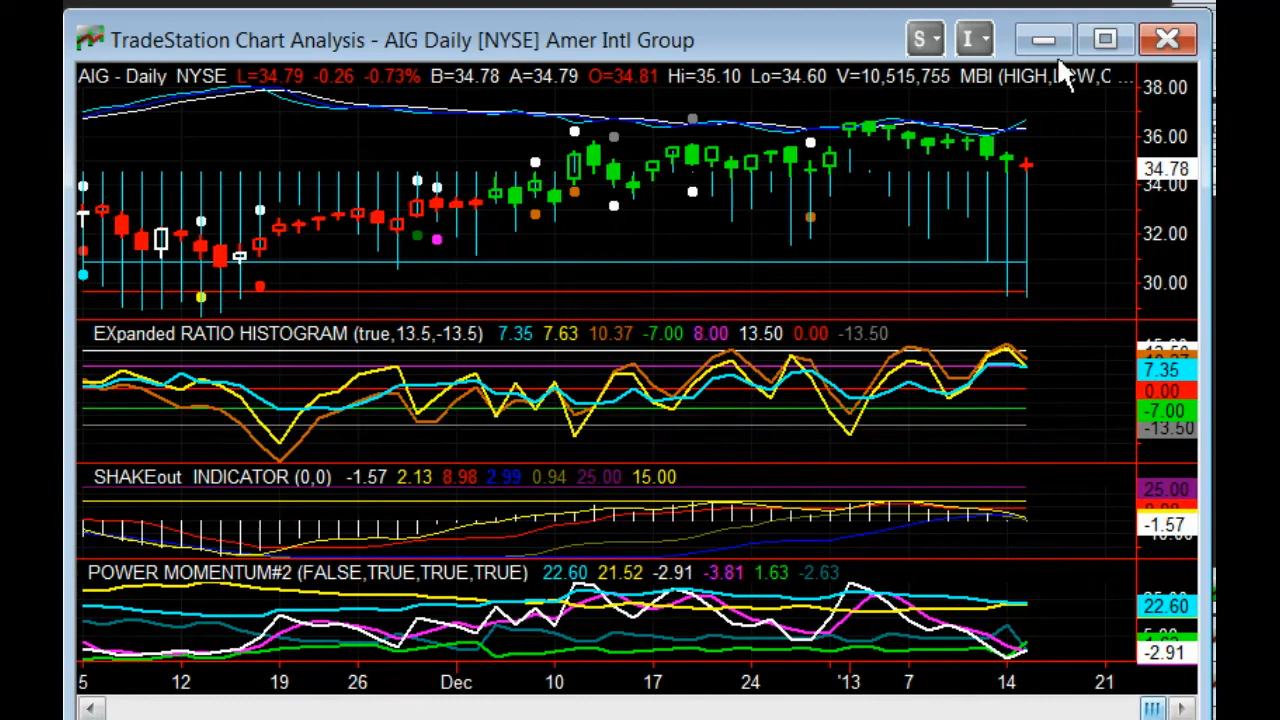 TradeStation Chart Analysis - AIG Daily [NYSE] Amer Intl Group
S I
AIG - Daily NYSE L=34.79 -0.26 -0.73% B=34.78 A=34.79 O=34.81 Hi=35.10 Lo=34.60 V=10,515,755 MBI (HIGH,LOW,C ...
38.00
36.00
34.78
34.00
32.00
30.00
EXpanded RATIO HISTOGRAM (true,13.5,-13.5) 7.35 7.63 10.37 -7.00 8.00 13.50 0.00 -13.50
7.35
0.00
-7.00
-13.50
SHAKEout INDICATOR (0,0) -1.57 2.13 8.98 2.99 0.94 25.00 15.00
25.00
-1.57
POWER MOMENTUM#2 (FALSE,TRUE,TRUE,TRUE) 22.60 21.52 -2.91 -3.81 1.63 -2.63
22.60
-2.91
5 12 19 26 Dec 10 17 24 '13 7 14 21